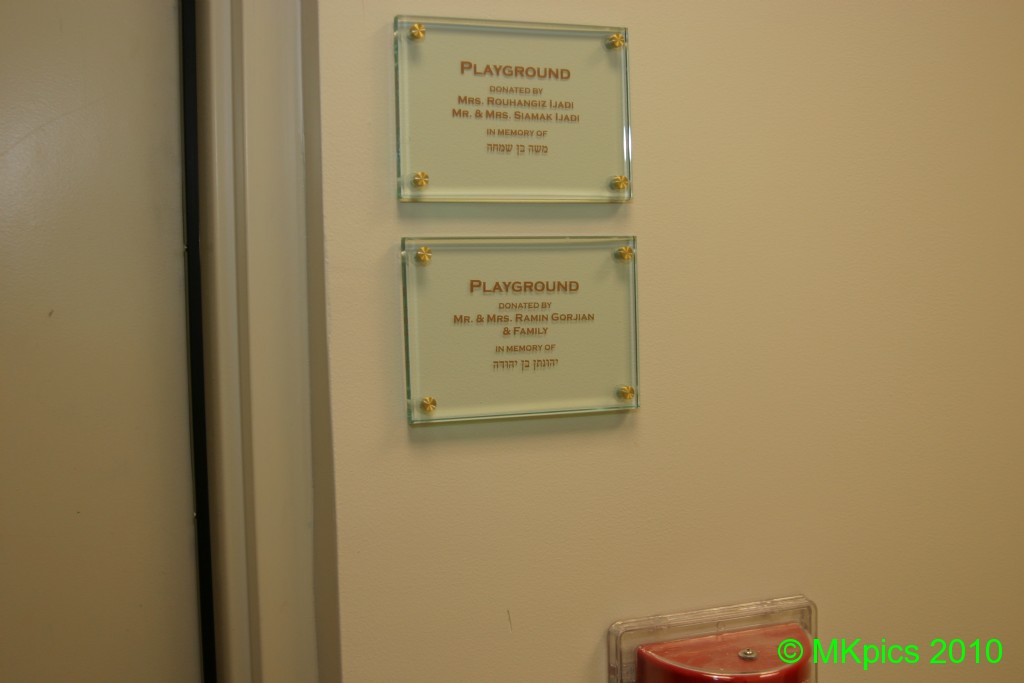 PLAYGROUND
DONATED BY
MRS. ROUHANGIZ IJADI
MR. & MRS. SIAMAK IJADI
IN MEMORY OF
משה בן שמחה
PLAYGROUND
DONATED BY
MR. & MRS. RAMIN GORJIAN
& FAMILY
IN MEMORY OF
יהונתן בן יהודה
© MKpics 2010